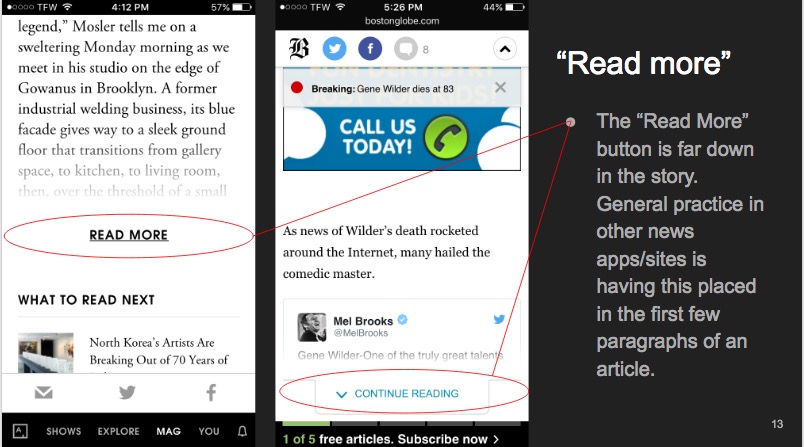 TFW 4:12 PM 57%
legend,” Mosler tells me on a
sweltering Monday morning as we
meet in his studio on the edge of
Gowanus in Brooklyn. A former
industrial welding business, its blue
facade gives way to a sleek ground
floor that transitions from gallery
space, to kitchen, to living room,
then, over the threshold of a small
READ MORE
WHAT TO READ NEXT
North Korea’s Artists Are
Breaking Out of 70 Years of
A
SHOWS EXPLORE MAG YOU
TFW 5:26 PM 44%
bostonglobe.com
B 8
FOR DENTISTRY
JUST FOR KIDS!
Breaking: Gene Wilder dies at 83
CALL US
TODAY!
As news of Wilder’s death rocketed
around the Internet, many hailed the
comedic master.
Mel Brooks
@MelBrooks
Gene Wilder-One of the truly great talents
CONTINUE READING
1 of 5 free articles. Subscribe now >
“Read more”
The “Read More”
button is far down
in the story.
General practice in
other news
apps/sites is
having this placed
in the first few
paragraphs of an
article.
13